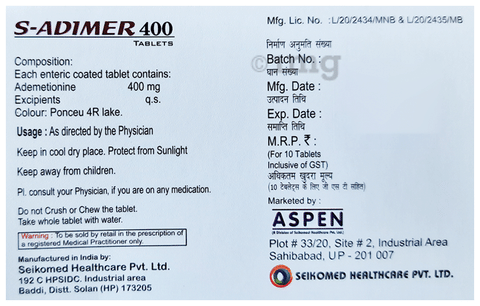 S-ADIMER 400
TABLETS
Composition:
Each enteric coated tablet contains:
Ademetionine 400 mg
Excipients q.s.
Colour: Ponceu 4R lake.
Usage : As directed by the Physician
Keep in cool dry place. Protect from Sunlight
Keep away from children.
Pl. consult your Physician, if you are on any medication.
Do not Crush or Chew the tablet.
Take whole tablet with water.
Warning : To be sold by retail in the prescription of
a registered Medical Practitioner only.
Manufactured in India by:
Seikomed Healthcare Pvt. Ltd.
192 C HPSIDC. Industrial area
Baddi, Distt. Solan (HP) 173205
Mfg. Lic. No. :L/20/2434/MNB & L/20/2435/MB
निर्माण अनुमति संख्या
Batch No. :
घान संख्या
Mfg. Date :
उत्पादन तिथि
Exp. Date :
समाप्ति तिथि
M.R.P. ₹ :
(For 10 Tablets
Inclusive of GST)
अधिकतम खुदरा मूल्य
(10 टेबलेट्स के लिए जी एस टी सहित)
Marketed by :
ASPEN
(A Division of Seikomed Healthcare Pvt. Ltd.)
Plot # 33/20, Site # 2, Industrial Area
Sahibabad, UP - 201 007
SEIKOMED HEALTHCARE PVT. LTD.